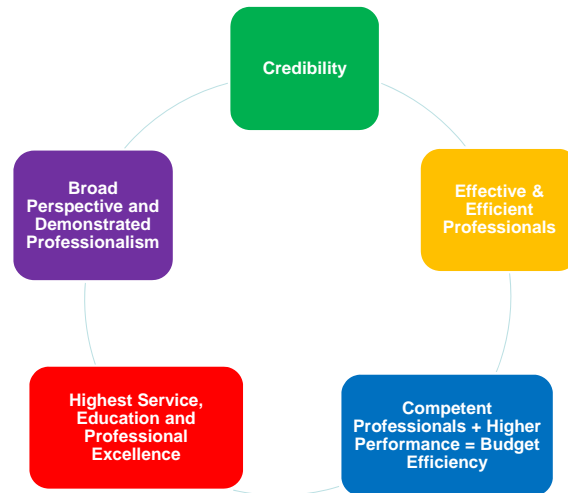 Credibility
Effective &
Efficient
Professionals
Competent
Professionals + Higher
Performance = Budget
Efficiency
Highest Service,
Education and
Professional
Excellence
Broad
Perspective and
Demonstrated
Professionalism